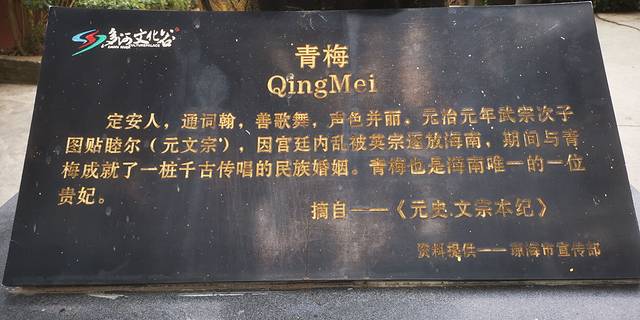 多河文化谷
CULTURE PALACE
青梅
QingMei
定安人，通词翰，善歌舞，声色并丽．元治元年武宗次子
图贴睦尔（元文宗），因宫廷内乱被英宗逐放海南，期间与青
梅成就了一桩千古传唱的民族婚姻。青梅也是海南唯一的一位
贵妃。
摘自——《元史.文宗本纪》
资料提供——琼海市宣传部